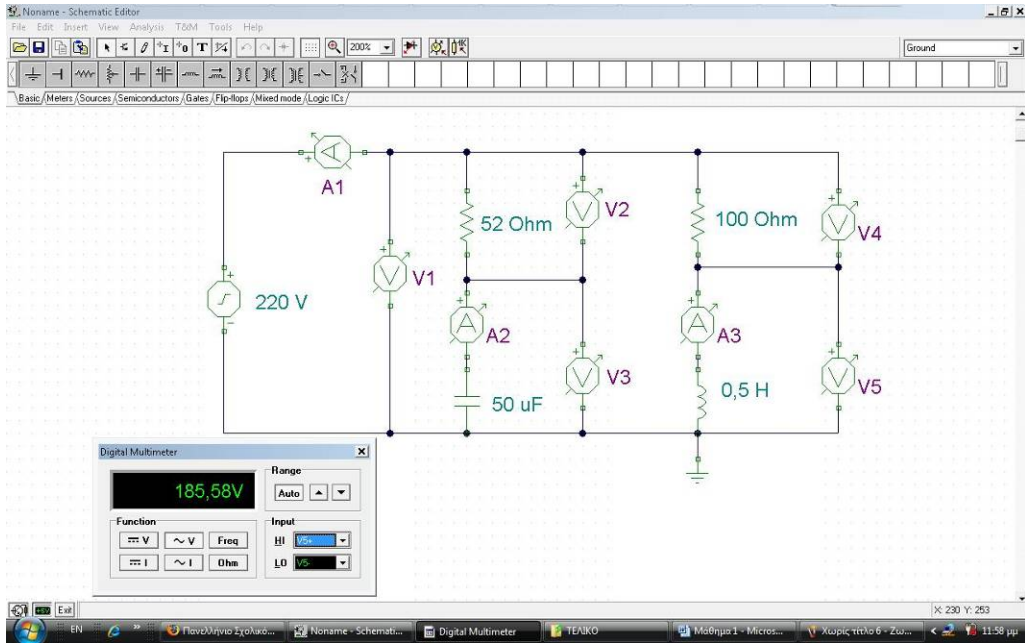 Noname - Schematic Editor
File Edit Insert View Analysis T&M Tools Help
200%
Ground
Basic Meters Sources Semiconductors Gates Flip-flops Mixed mode Logic ICs
A1
V1
220 V
52 Ohm
V2
A2
V3
50 uF
100 Ohm
V4
A3
V5
0,5 H
Digital Multimeter
185,58V
Range
Auto
Function
V V Freq
I I Ohm
Input
HI V5+
LO V5-
Exit
X: 230 Y: 253
EN
Πανελλήνιο Σχολικό...
Noname - Schemati...
Digital Multimeter
ΤΕΛΙΚΟ
Μάθημα 1 - Micros...
Χωρίς τίτλο 6 - Zω...
11:58 μμ